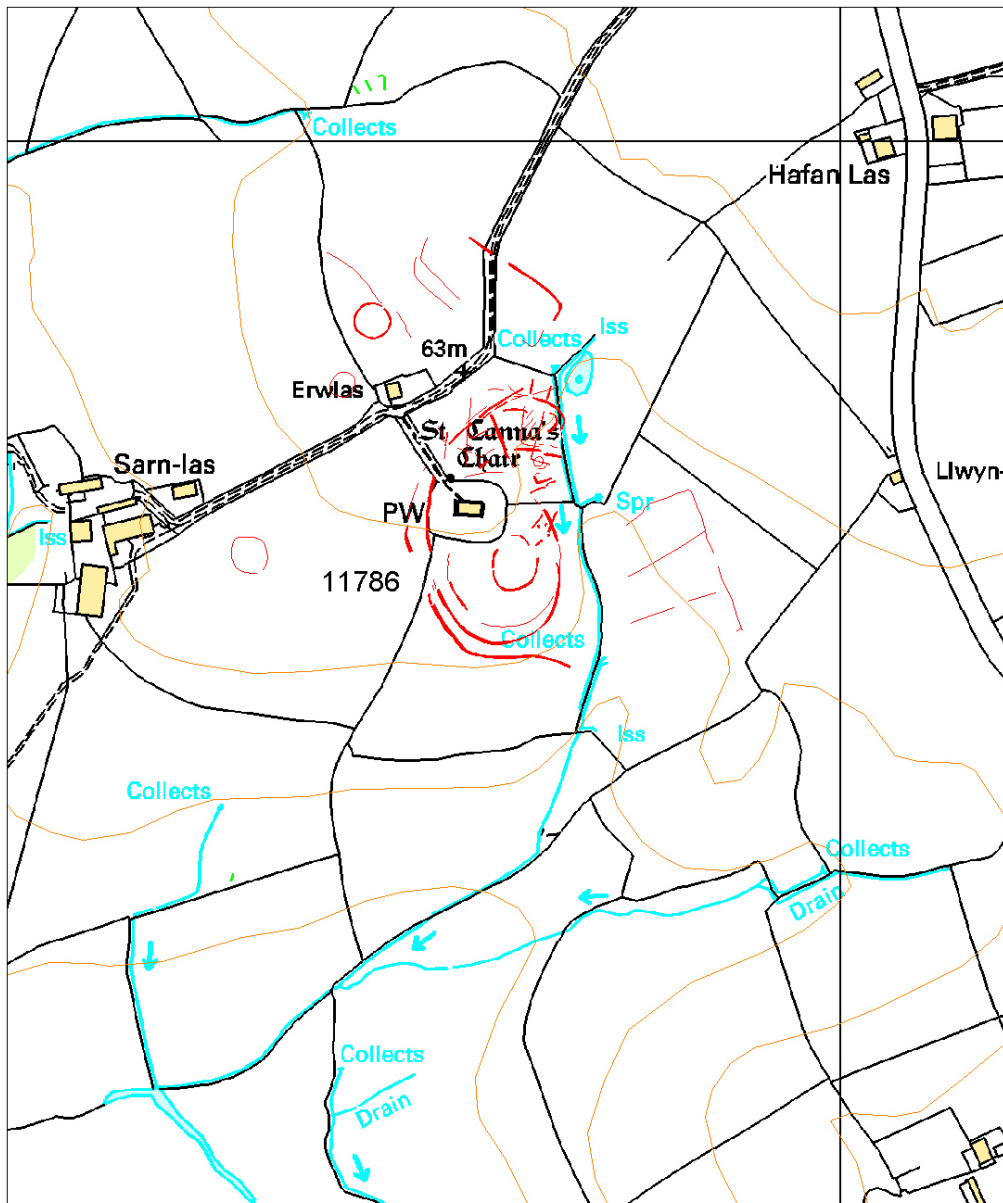 Collects
Hafan Las
Iss
Collects
63m
Erwlas
St Canna's
Chair
Sarn-las
Llwyn-
Spr
PW
Iss
11786
Collects
Iss
Collects
Collects
Drain
Collects
Drain